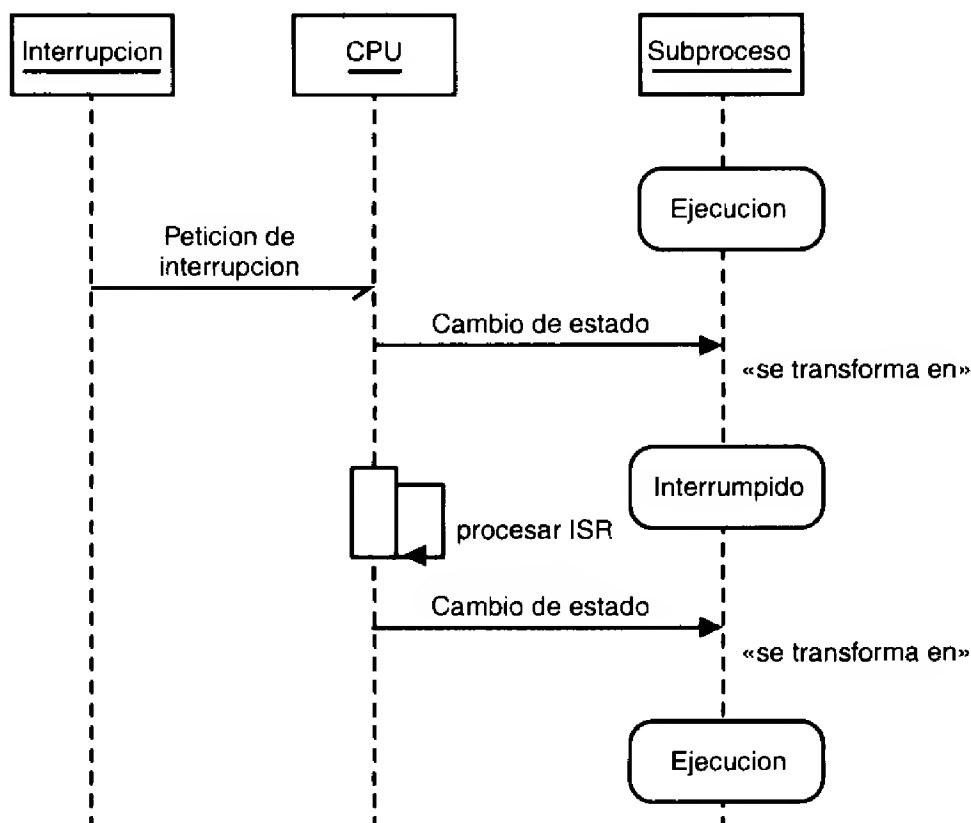 Interrupcion
CPU
Subproceso
Ejecucion
Peticion de
interrupcion
Cambio de estado
«se transforma en»
Interrumpido
procesar ISR
Cambio de estado
«se transforma en»
Ejecucion